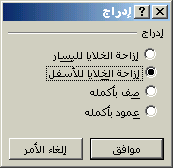 إدراج
إدراج
إزاحة الخلايا لليسار
إزاحة الخلايا للأسفل
صف بأكمله
عمود بأكمله
موافق
إلغاء الأمر